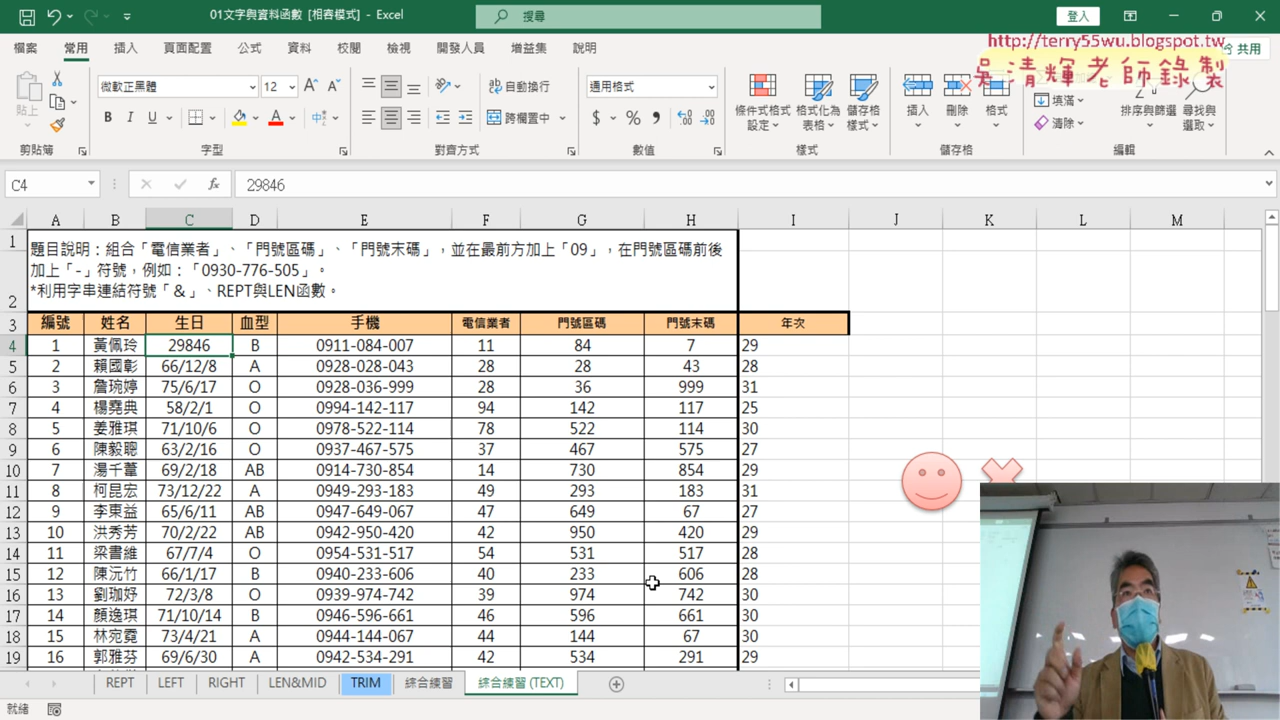 01文字與資料函數 [相容模式] - Excel
搜尋
登入
檔案 常用 插入 頁面配置 公式 資料 校閱 檢視 開發人員 增益集 說明
共用
http://terry55wu.blogspot.tw
吳清輝老師錄製
貼上
微軟正黑體 12
自動換行
跨欄置中
通用格式
條件式格式設定
格式化為表格
儲存格樣式
插入 刪除 格式
填滿
清除
排序與篩選
尋找與選取
剪貼簿 字型 對齊方式 數值 樣式 儲存格 編輯
C4 fx 29846
A B C D E F G H I J K L M
1 題目說明：組合「電信業者」、「門號區碼」、「門號末碼」，並在最前方加上「09」，在門號區碼前後
加上「-」符號，例如：「0930-776-505」。
2 *利用字串連結符號「&」、REPT與LEN函數。
3 編號 姓名 生日 血型 手機 電信業者 門號區碼 門號末碼 年次
4 1 黃佩玲 29846 B 0911-084-007 11 84 7 29
5 2 賴國彰 66/12/8 A 0928-028-043 28 28 43 28
6 3 詹琬婷 75/6/17 O 0928-036-999 28 36 999 31
7 4 楊堯典 58/2/1 O 0994-142-117 94 142 117 25
8 5 姜雅琪 71/10/6 O 0978-522-114 78 522 114 30
9 6 陳毅聰 63/2/16 O 0937-467-575 37 467 575 27
10 7 湯千蕙 69/2/18 AB 0914-730-854 14 730 854 29
11 8 柯昆宏 73/12/22 A 0949-293-183 49 293 183 31
12 9 李東益 65/6/11 AB 0947-649-067 47 649 67 27
13 10 洪秀芳 70/2/22 AB 0942-950-420 42 950 420 29
14 11 梁書維 67/7/4 O 0954-531-517 54 531 517 28
15 12 陳沅竹 66/1/17 B 0940-233-606 40 233 606 28
16 13 劉珈妤 72/3/8 O 0939-974-742 39 974 742 30
17 14 顏逸琪 71/10/14 B 0946-596-661 46 596 661 30
18 15 林宛霓 73/4/21 A 0944-144-067 44 144 67 30
19 16 郭雅芬 69/6/30 A 0942-534-291 42 534 291 29
REPT LEFT RIGHT LEN&MID TRIM 綜合練習 綜合練習 (TEXT)
就緒